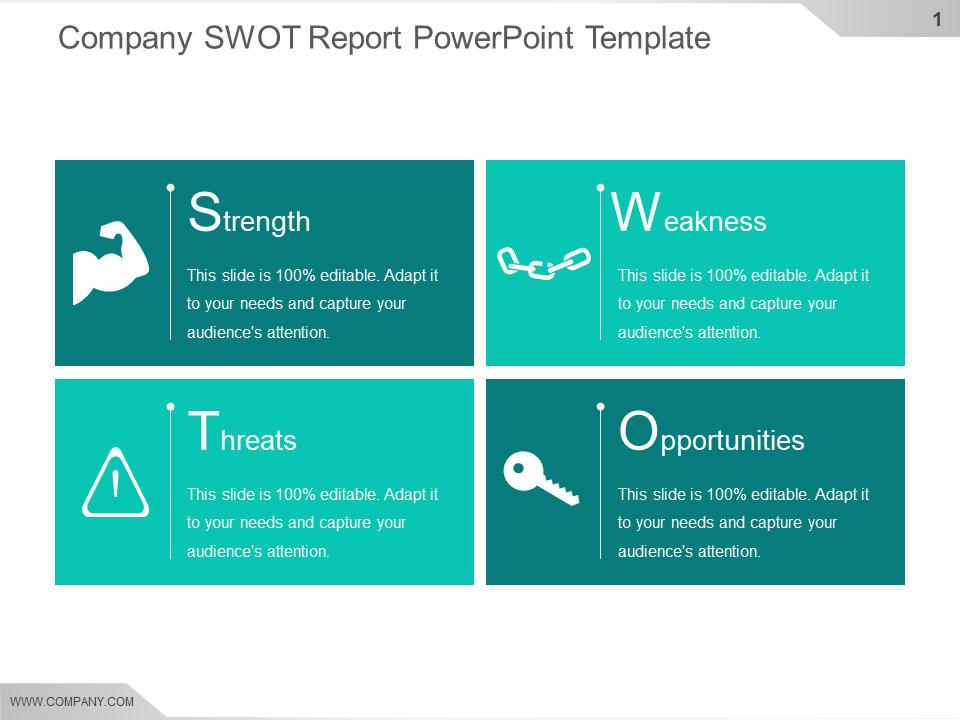 1
Company SWOT Report PowerPoint Template
Strength
This slide is 100% editable. Adapt it
to your needs and capture your
audience's attention.
Weakness
This slide is 100% editable. Adapt it
to your needs and capture your
audience's attention.
Threats
This slide is 100% editable. Adapt it
to your needs and capture your
audience's attention.
Opportunities
This slide is 100% editable. Adapt it
to your needs and capture your
audience's attention.
WWW.COMPANY.COM